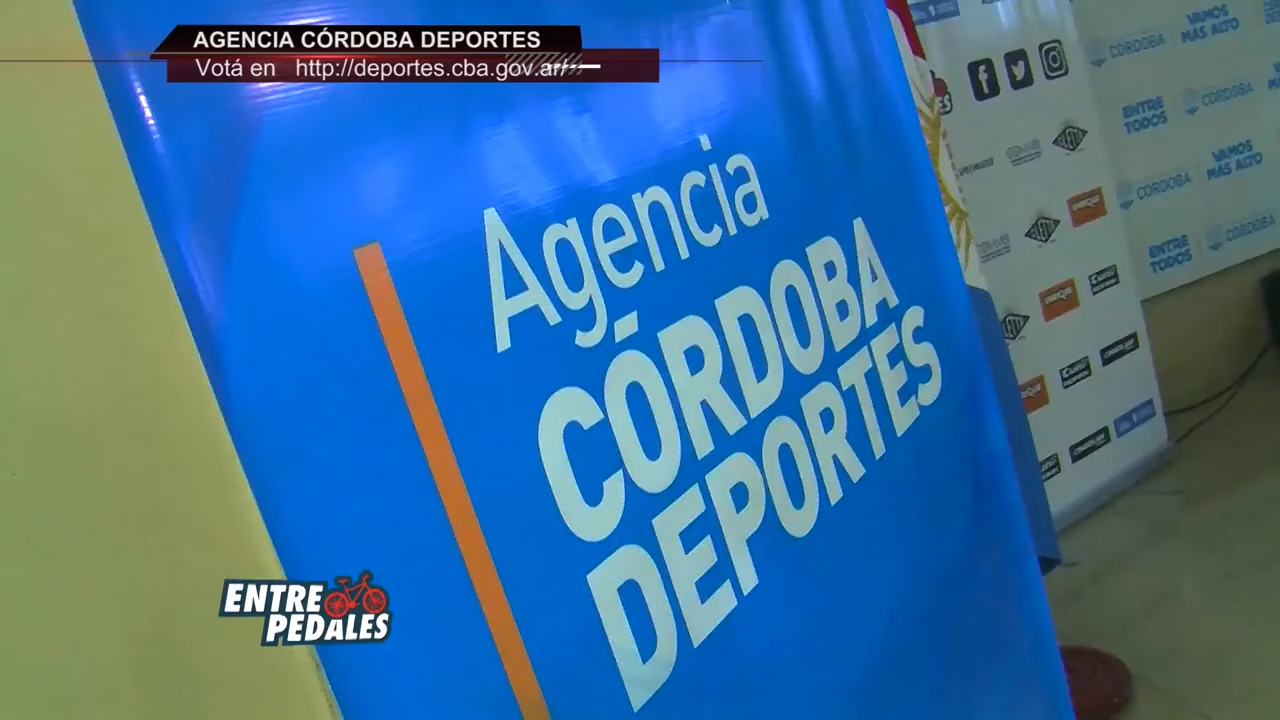 AGENCIA CÓRDOBA DEPORTES
Votá en http://deportes.cba.gov.ar/
Agencia
CÓRDOBA
DEPORTES
ENTRE
PEDALES
CÓRDOBA
VAMOS
MÁS ALTO
ENTRE
TODOS
CÓRDOBA
CÓRDOBA
VAMOS
MÁS ALTO
ENTRE
TODOS
CÓRDOBA